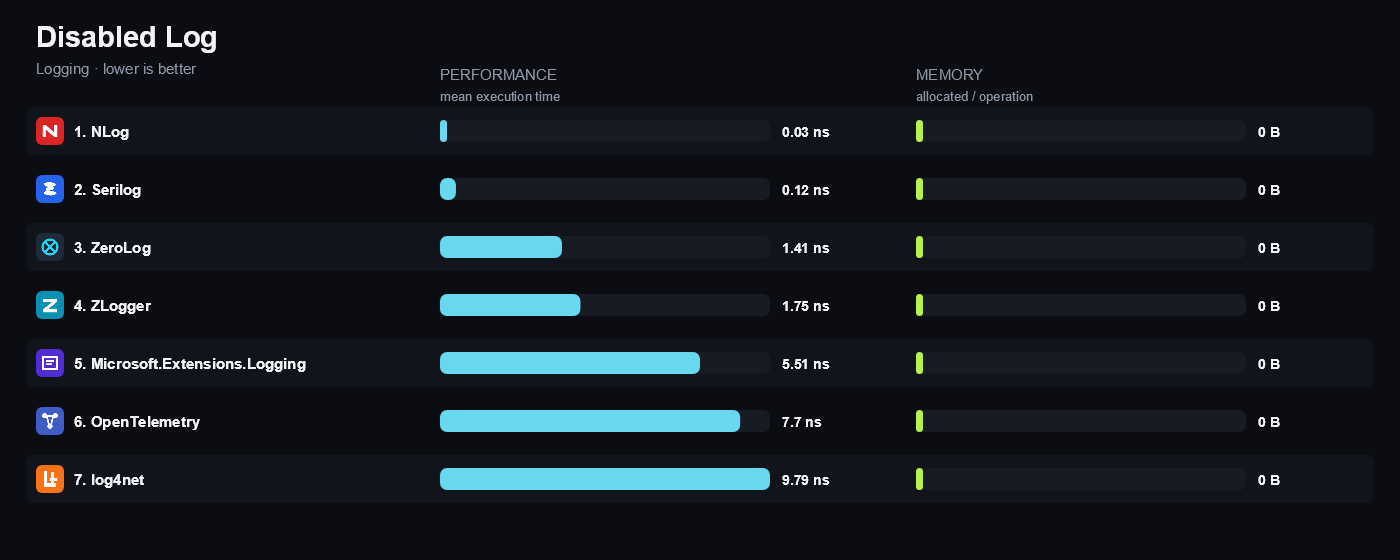 Disabled Log
Logging · lower is better
PERFORMANCE
mean execution time
MEMORY
allocated / operation
1. NLog 0.03 ns 0 B
2. Serilog 0.12 ns 0 B
3. ZeroLog 1.41 ns 0 B
4. ZLogger 1.75 ns 0 B
5. Microsoft.Extensions.Logging 5.51 ns 0 B
6. OpenTelemetry 7.7 ns 0 B
7. log4net 9.79 ns 0 B